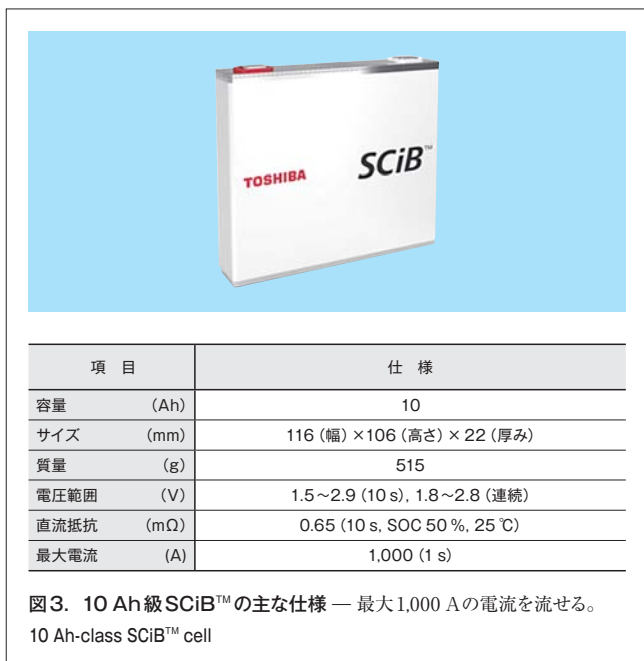 TOSHIBA
SCiB™
項 目 仕 様
容量 (Ah) 10
サイズ (mm) 116（幅）×106（高さ）× 22（厚み）
質量 (g) 515
電圧範囲 (V) 1.5～2.9（10 s），1.8～2.8（連続）
直流抵抗 (mΩ) 0.65（10 s, SOC 50 %, 25 ℃）
最大電流 (A) 1,000（1 s）
図3．10 Ah級SCiB™の主な仕様 — 最大1,000 Aの電流を流せる。
10 Ah-class SCiB™ cell